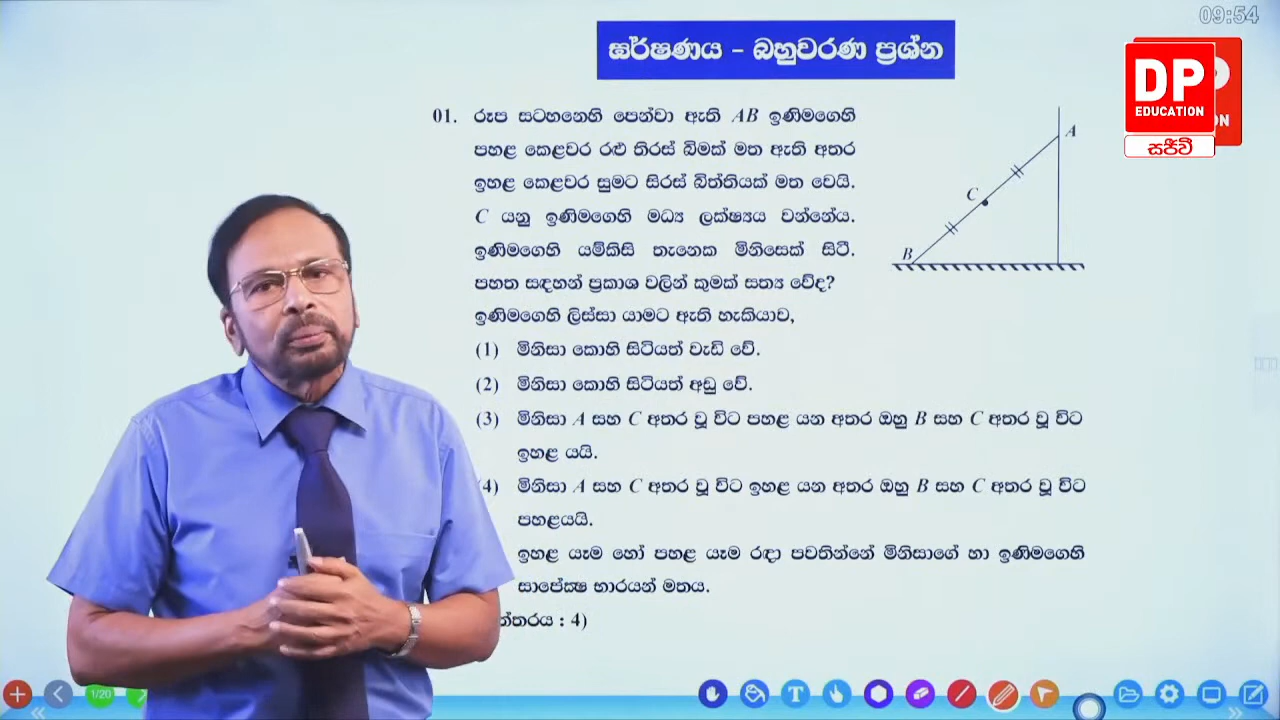 09:54
ඝර්ෂණය – බහුවරණ ප්‍රශ්න
DP
EDUCATION
සජීවී
01. රූප සටහනෙහි පෙන්වා ඇති AB ඉණිමගෙහි
පහළ කෙළවර රළු තිරස් බිමක් මත ඇති අතර
ඉහළ කෙළවර සුමට සිරස් බිත්තියක් මත වෙයි.
C යනු ඉණිමගෙහි මධ්‍ය ලක්ෂ්‍යය වන්නේය.
ඉණිමගෙහි යම්කිසි තැනෙක මිනිසෙක් සිටී.
පහත සඳහන් ප්‍රකාශ වලින් කුමක් සත්‍ය වේද?
A
C
B
ඉණිමගෙහි ලිස්සා යාමට ඇති හැකියාව,
(1) මිනිසා කොහි සිටියත් වැඩි වේ.
(2) මිනිසා කොහි සිටියත් අඩු වේ.
(3) මිනිසා A සහ C අතර වූ විට පහළ යන අතර ඔහු B සහ C අතර වූ විට
ඉහළ යයි.
4) මිනිසා A සහ C අතර වූ විට ඉහළ යන අතර ඔහු B සහ C අතර වූ විට
පහළයයි.
ඉහළ යෑම හෝ පහළ යෑම රඳා පවතින්නේ මිනිසාගේ හා ඉණිමගෙහි
සාපේක්‍ෂ භාරයන් මතය.
ත්තරය : 4)
1/20